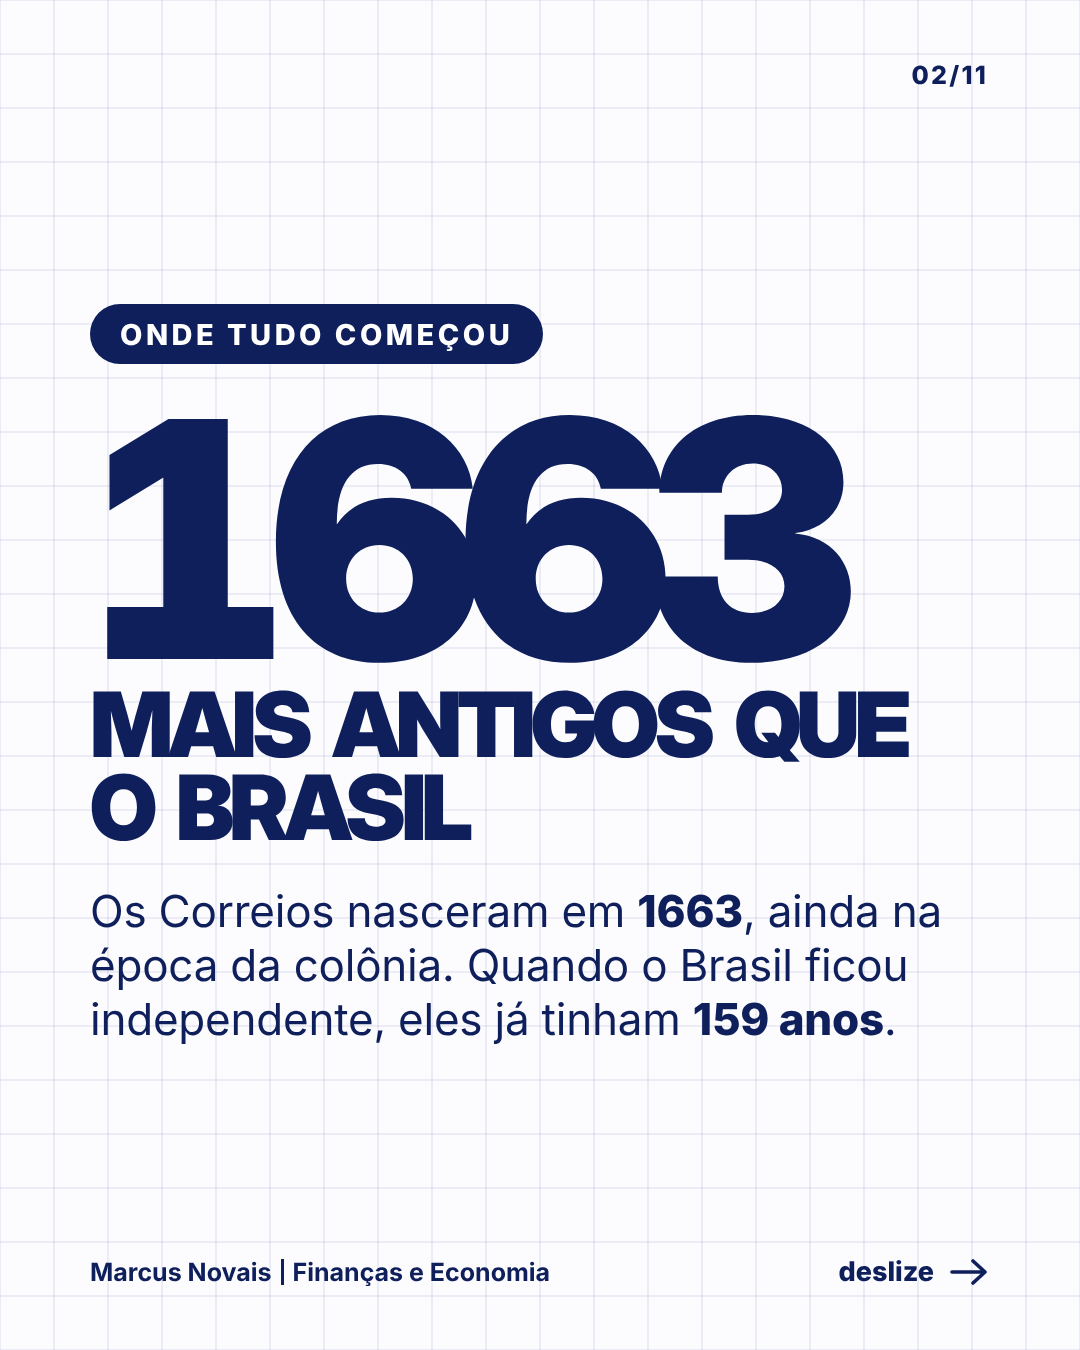 02/11
ONDE TUDO COMEÇOU
1663
MAIS ANTIGOS QUE
O BRASIL
Os Correios nasceram em 1663, ainda na
época da colônia. Quando o Brasil ficou
independente, eles já tinham 159 anos.
Marcus Novais | Finanças e Economia
deslize →